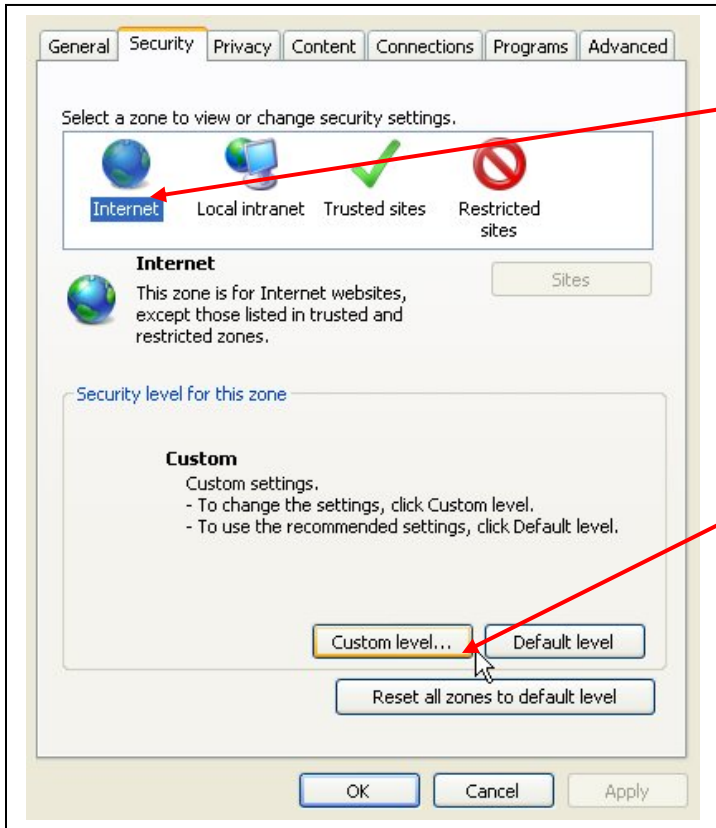 General Security Privacy Content Connections Programs Advanced
Select a zone to view or change security settings.
Internet Local intranet Trusted sites Restricted
sites
Internet
Sites
This zone is for Internet websites,
except those listed in trusted and
restricted zones.
Security level for this zone
Custom
Custom settings.
- To change the settings, click Custom level.
- To use the recommended settings, click Default level.
Custom level... Default level
Reset all zones to default level
OK Cancel Apply